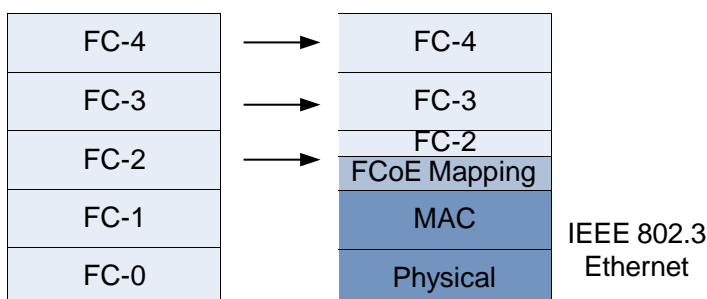 FC-4
FC-3
FC-2
FC-1
FC-0
FC-4
FC-3
FC-2
FCoE Mapping
MAC
Physical
IEEE 802.3
Ethernet